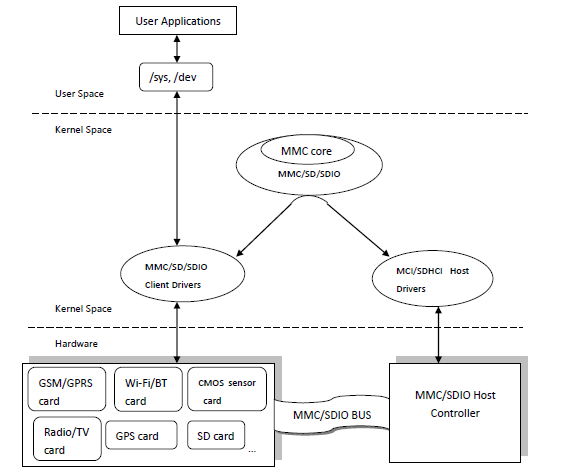 User Applications
/sys, /dev
User Space
Kernel Space
MMC core
MMC/SD/SDIO
MMC/SD/SDIO
Client Drivers
MCI/SDHCI Host
Drivers
Kernel Space
Hardware
GSM/GPRS
card
Wi-Fi/BT
card
CMOS sensor
card
Radio/TV
card
GPS card
SD card
...
MMC/SDIO BUS
MMC/SDIO Host
Controller